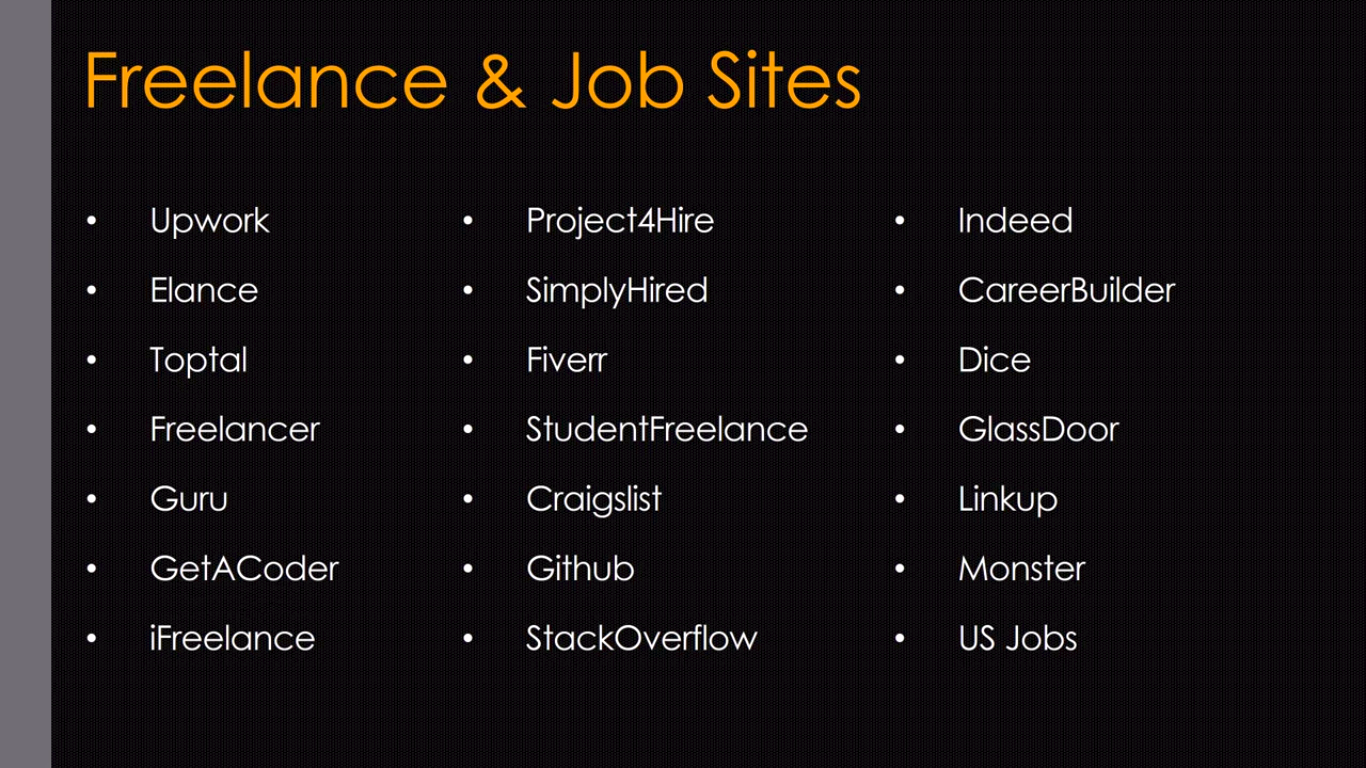 Freelance & Job Sites
• Upwork
• Elance
• Toptal
• Freelancer
• Guru
• GetACoder
• iFreelance
• Project4Hire
• SimplyHired
• Fiverr
• StudentFreelance
• Craigslist
• Github
• StackOverflow
• Indeed
• CareerBuilder
• Dice
• GlassDoor
• Linkup
• Monster
• US Jobs